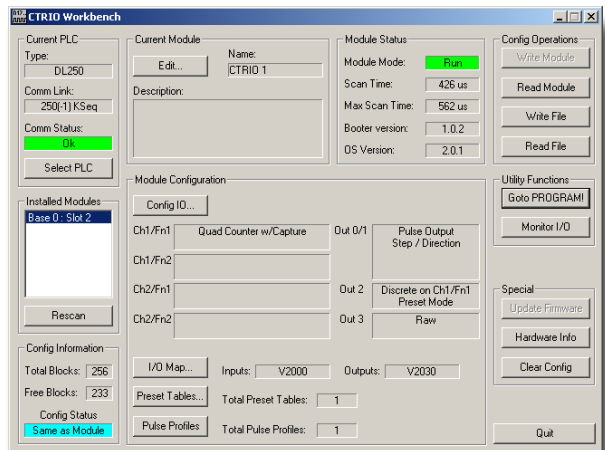 CTRIO Workbench
Current PLC
Type:
DL250
Comm Link:
250(-1) KSeq
Comm Status:
Ok
Select PLC
Current Module
Edit...
Name:
CTRIO 1
Description:
Module Status
Module Mode: Run
Scan Time: 426 us
Max Scan Time: 562 us
Booter version: 1.0.2
OS Version: 2.0.1
Config Operations
Write Module
Read Module
Write File
Read File
Installed Modules
Base 0 : Slot 2
Rescan
Module Configuration
Config IO...
Ch1/Fn1 Quad Counter w/Capture
Ch1/Fn2
Ch2/Fn1
Ch2/Fn2
Out 0/1 Pulse Output
Step / Direction
Out 2 Discrete on Ch1/Fn1
Preset Mode
Out 3 Raw
I/O Map... Inputs: V2000 Outputs: V2030
Preset Tables... Total Preset Tables: 1
Pulse Profiles Total Pulse Profiles: 1
Utility Functions
Goto PROGRAM!
Monitor I/O
Special
Update Firmware
Hardware Info
Clear Config
Config Information
Total Blocks: 256
Free Blocks: 233
Config Status
Same as Module
Quit